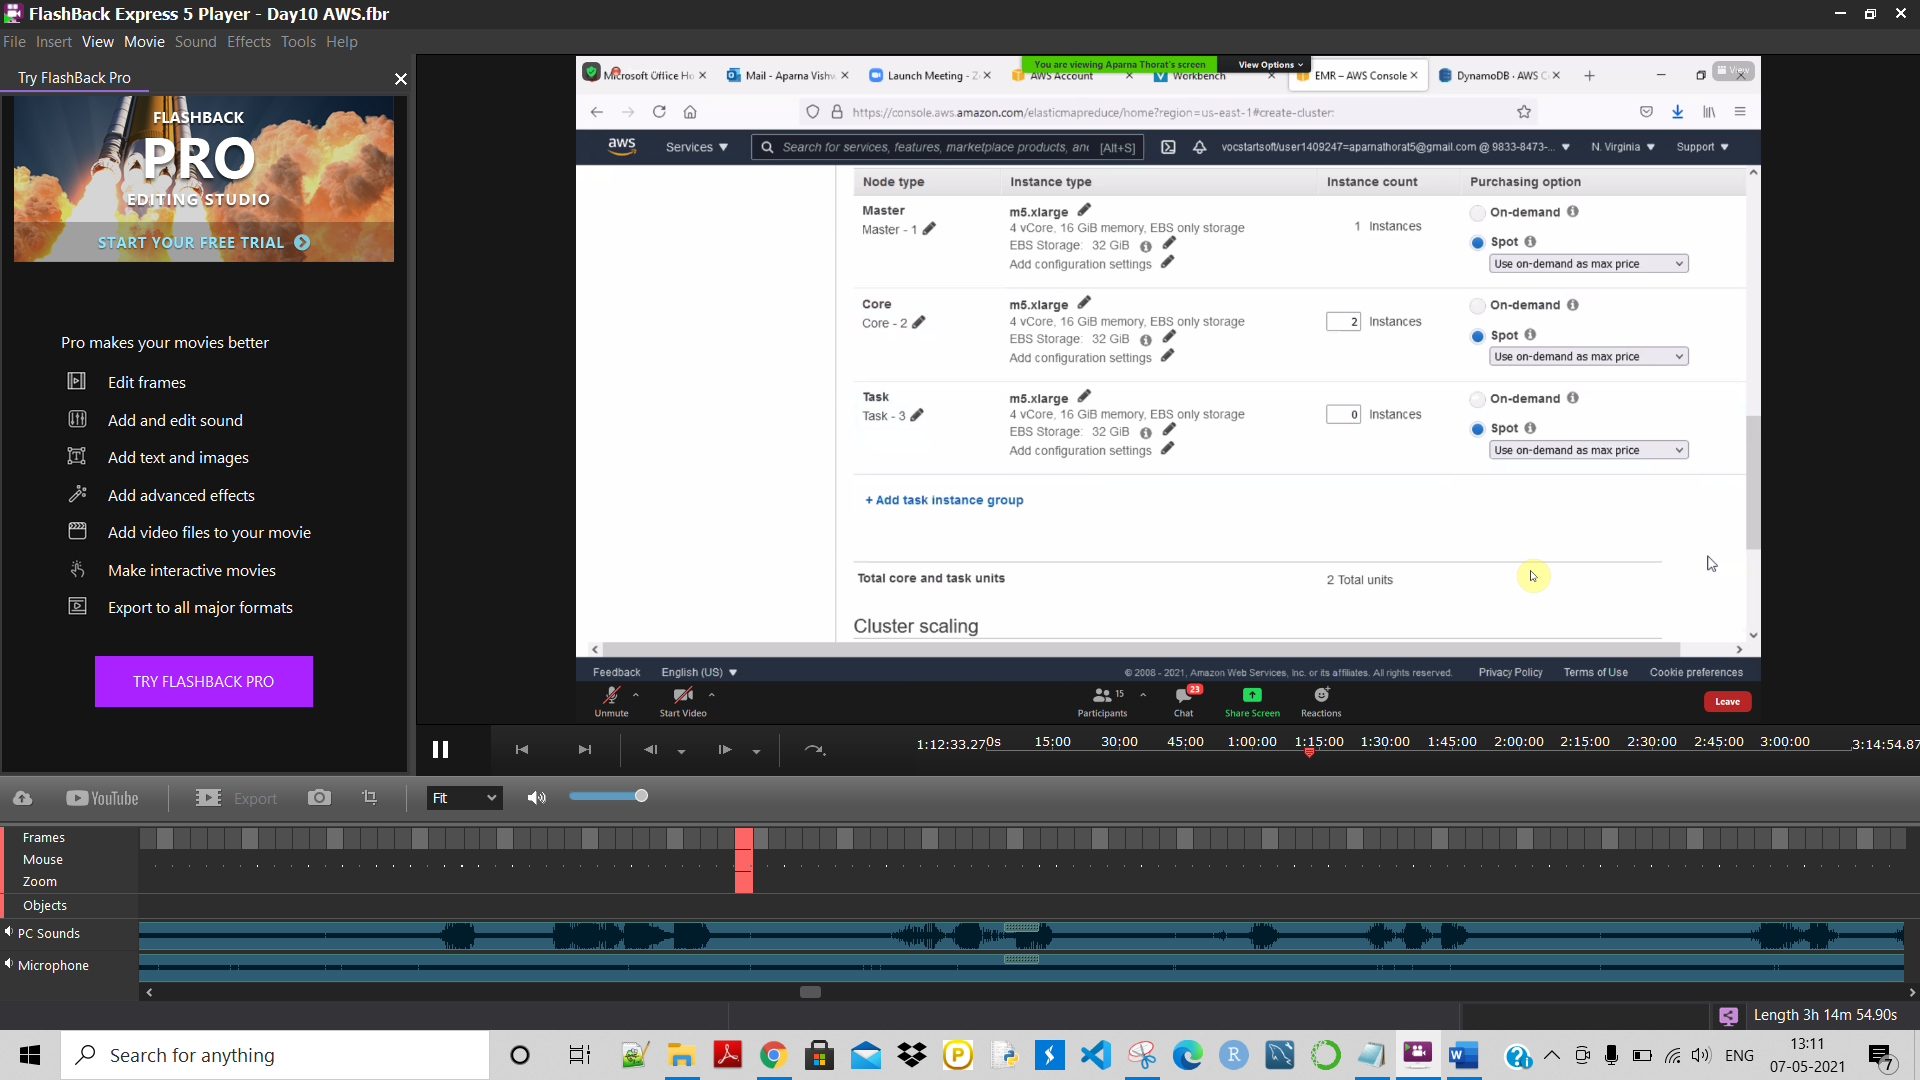 FlashBack Express 5 Player - Day10 AWS.fbr
File Insert View Movie Sound Effects Tools Help
Try FlashBack Pro
FLASHBACK
PRO
EDITING STUDIO
START YOUR FREE TRIAL
Pro makes your movies better
Edit frames
Add and edit sound
Add text and images
Add advanced effects
Add video files to your movie
Make interactive movies
Export to all major formats
TRY FLASHBACK PRO
You are viewing Aparna Thorat's screen View Options
Microsoft Office Ho Mail - Aparna Vishw Launch Meeting - Z AWS Account Workbench EMR – AWS Console DynamoDB · AWS C View
https://console.aws.amazon.com/elasticmapreduce/home?region=us-east-1#create-cluster:
aws Services Search for services, features, marketplace products, and [Alt+S] vocstartsoft/user1409247=aparnathorat5@gmail.com @ 9833-8473-... N. Virginia Support
Node type Instance type Instance count Purchasing option
Master m5.xlarge On-demand
Master - 1 4 vCore, 16 GiB memory, EBS only storage 1 Instances
EBS Storage: 32 GiB Spot
Add configuration settings Use on-demand as max price
Core m5.xlarge On-demand
Core - 2 4 vCore, 16 GiB memory, EBS only storage 2 Instances
EBS Storage: 32 GiB Spot
Add configuration settings Use on-demand as max price
Task m5.xlarge On-demand
Task - 3 4 vCore, 16 GiB memory, EBS only storage 0 Instances
EBS Storage: 32 GiB Spot
Add configuration settings Use on-demand as max price
+ Add task instance group
Total core and task units 2 Total units
Cluster scaling
Feedback English (US) © 2008 - 2021, Amazon Web Services, Inc. or its affiliates. All rights reserved. Privacy Policy Terms of Use Cookie preferences
Unmute Start Video Participants 15 Chat 23 Share Screen Reactions Leave
1:12:33.27 0s 15:00 30:00 45:00 1:00:00 1:15:00 1:30:00 1:45:00 2:00:00 2:15:00 2:30:00 2:45:00 3:00:00 3:14:54.87
YouTube Export Fit
Frames
Mouse
Zoom
Objects
PC Sounds
Microphone
Length 3h 14m 54.90s
Search for anything
ENG
13:11
07-05-2021
7